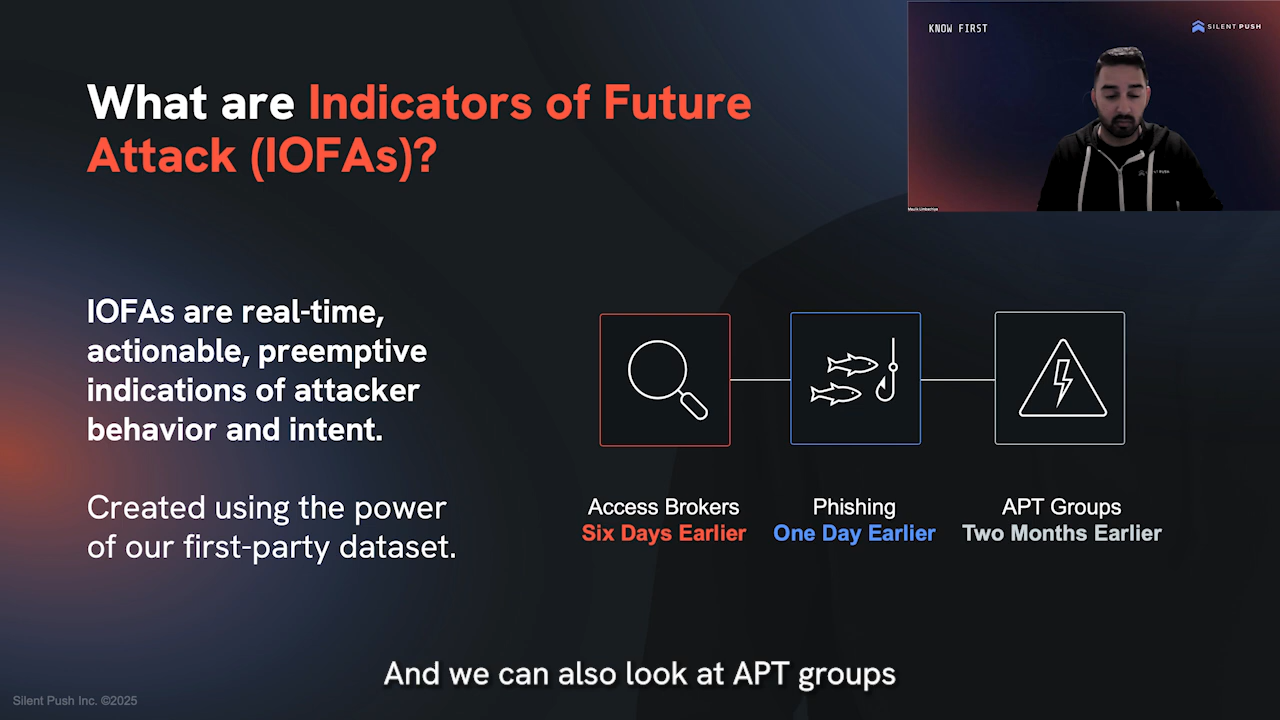 KNOW FIRST
SILENT PUSH
What are Indicators of Future
Attack (IOFAs)?
IOFAs are real-time,
actionable, preemptive
indications of attacker
behavior and intent.
Created using the power
of our first-party dataset.
Access Brokers
Six Days Earlier
Phishing
One Day Earlier
APT Groups
Two Months Earlier
And we can also look at APT groups
Silent Push Inc. ©2025